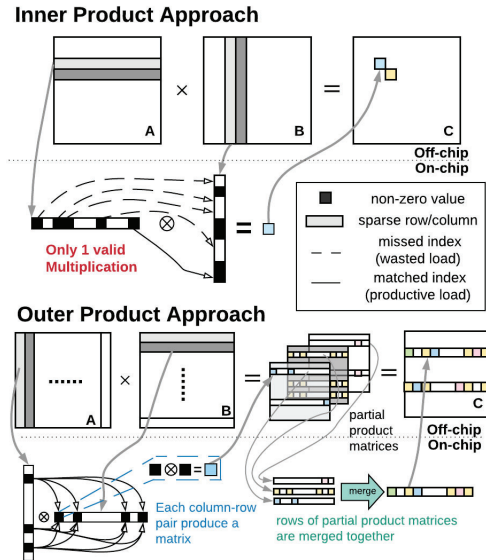 Inner Product Approach
A
×
B
=
C
Off-chip
On-chip
⊗
=
Only 1 valid
Multiplication
non-zero value
sparse row/column
missed index
(wasted load)
matched index
(productive load)
Outer Product Approach
......
A
×
......
B
=
=
C
partial
product
matrices
Off-chip
On-chip
⊗
⊗
=
Each column-row
pair produce a
matrix
merge
rows of partial product matrices
are merged together